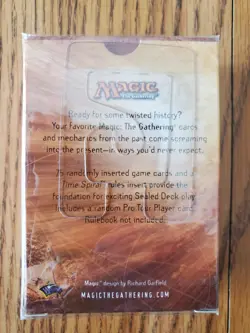 MAGIC
Ready for some twisted history?
Your favorite Magic: The Gathering cards
and mechanics from the past come screaming
into the present—in ways you'd never expect.
75 randomly inserted game cards and a
Time Spiral rules insert provide the
foundation for exciting Sealed Deck play.
Includes a random Pro Tour Player card.
Rulebook not included.
Magic design by Richard Garfield.
MAGICTHEGATHERING.COM